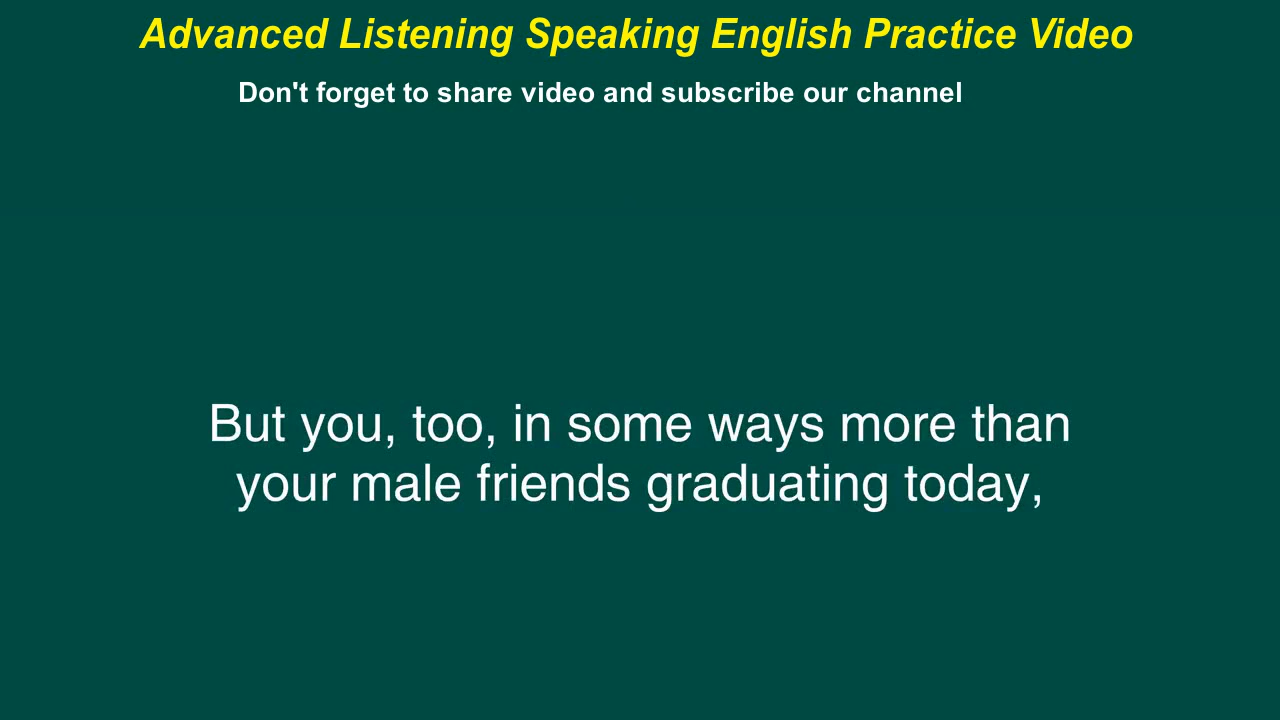 Advanced Listening Speaking English Practice Video
Don't forget to share video and subscribe our channel
But you, too, in some ways more than
your male friends graduating today,